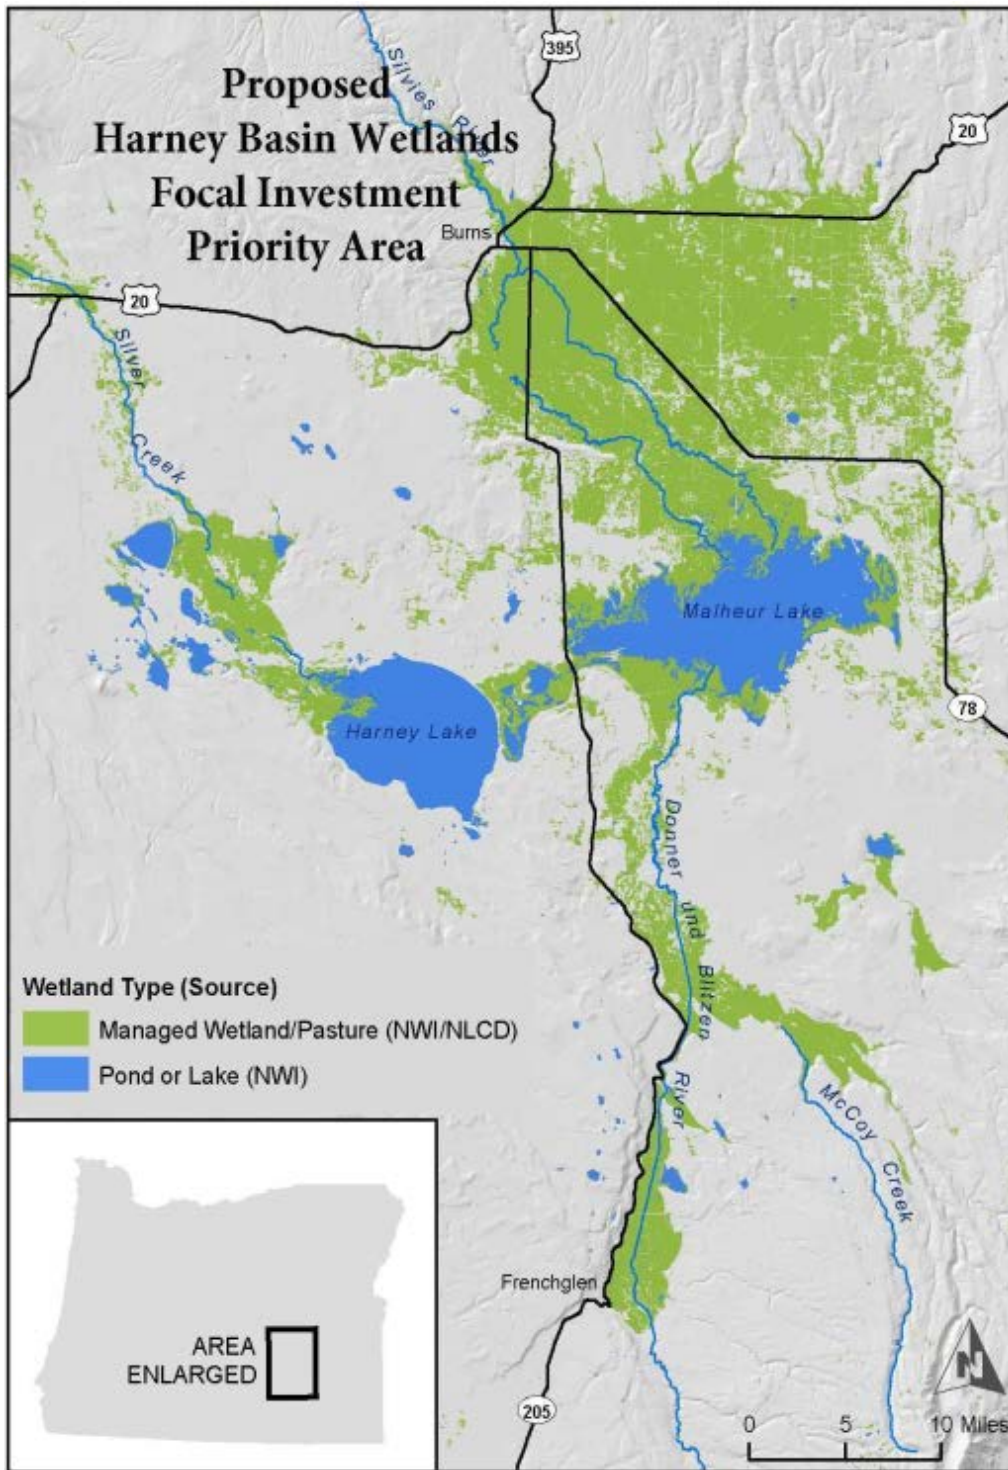 Proposed
Harney Basin Wetlands
Focal Investment
Priority Area
Silvies River
395
20
Burns
20
Silver Creek
Malheur Lake
Harney Lake
78
Donner und Blitzen River
McCoy Creek
Wetland Type (Source)
Managed Wetland/Pasture (NWI/NLCD)
Pond or Lake (NWI)
Frenchglen
AREA
ENLARGED
205
N
0 5 10 Miles